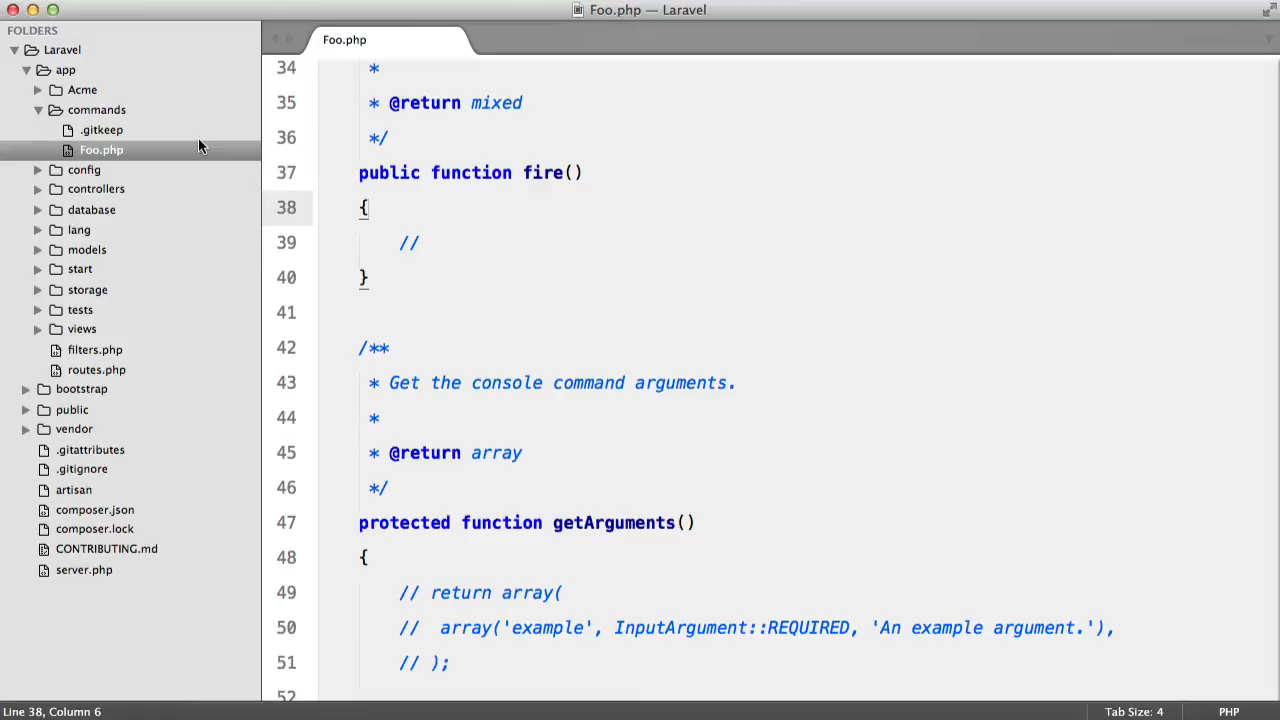 Foo.php — Laravel
FOLDERS
Laravel
app
Acme
commands
.gitkeep
Foo.php
config
controllers
database
lang
models
start
storage
tests
views
filters.php
routes.php
bootstrap
public
vendor
.gitattributes
.gitignore
artisan
composer.json
composer.lock
CONTRIBUTING.md
server.php
Foo.php
34 *
35 * @return mixed
36 */
37 public function fire()
38 {
39 //
40 }
41
42 /**
43 * Get the console command arguments.
44 *
45 * @return array
46 */
47 protected function getArguments()
48 {
49 // return array(
50 // array('example', InputArgument::REQUIRED, 'An example argument.'),
51 // );
52
Line 38, Column 6
Tab Size: 4
PHP